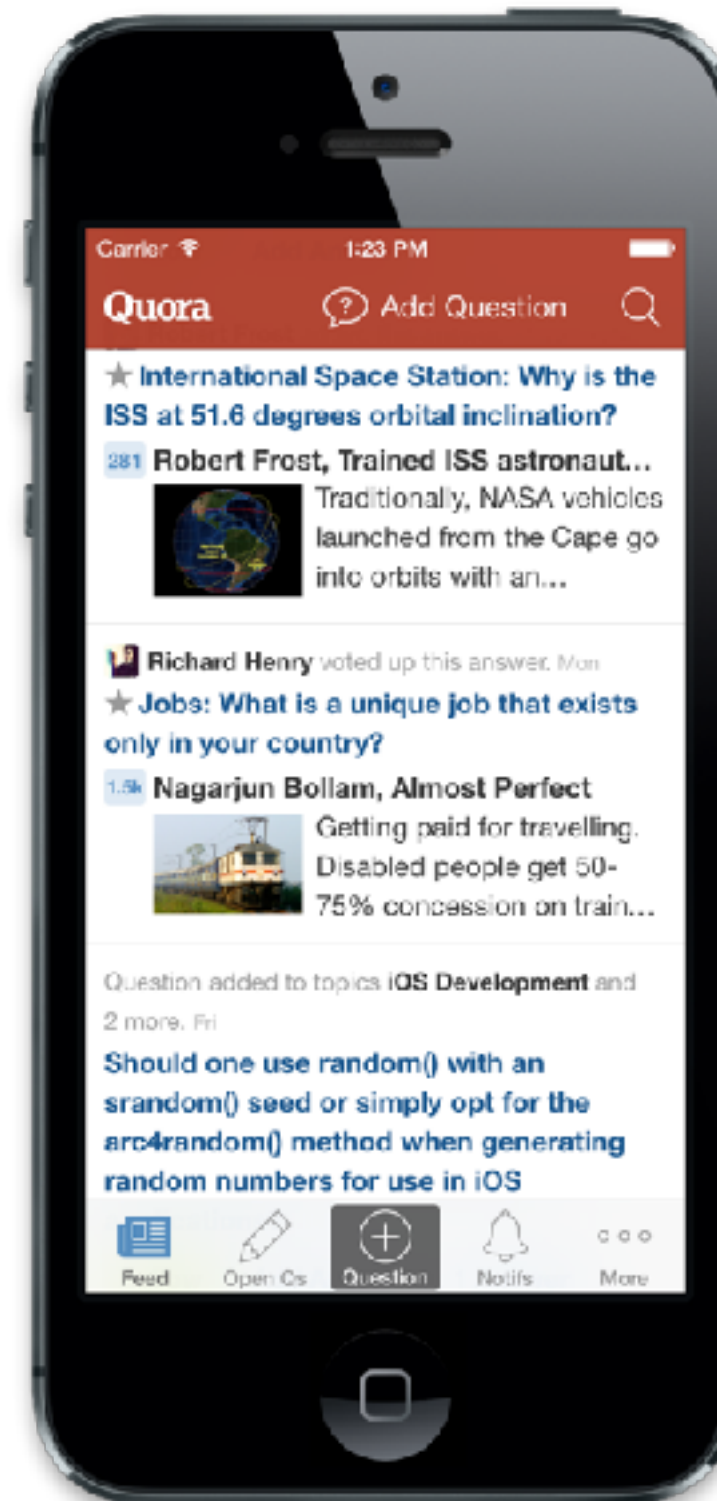 Carrier 1:23 PM
Quora Add Question
International Space Station: Why is the
ISS at 51.6 degrees orbital inclination?
281 Robert Frost, Trained ISS astronaut...
Traditionally, NASA vehicles
launched from the Cape go
into orbits with an...
Richard Henry voted up this answer. Mon
Jobs: What is a unique job that exists
only in your country?
1.5k Nagarjun Bollam, Almost Perfect
Getting paid for travelling.
Disabled people get 50-
75% concession on train...
Question added to topics iOS Development and
2 more. Fri
Should one use random() with an
srandom() seed or simply opt for the
arc4random() method when generating
random numbers for use in iOS
Feed Open Qs Question Notifs More